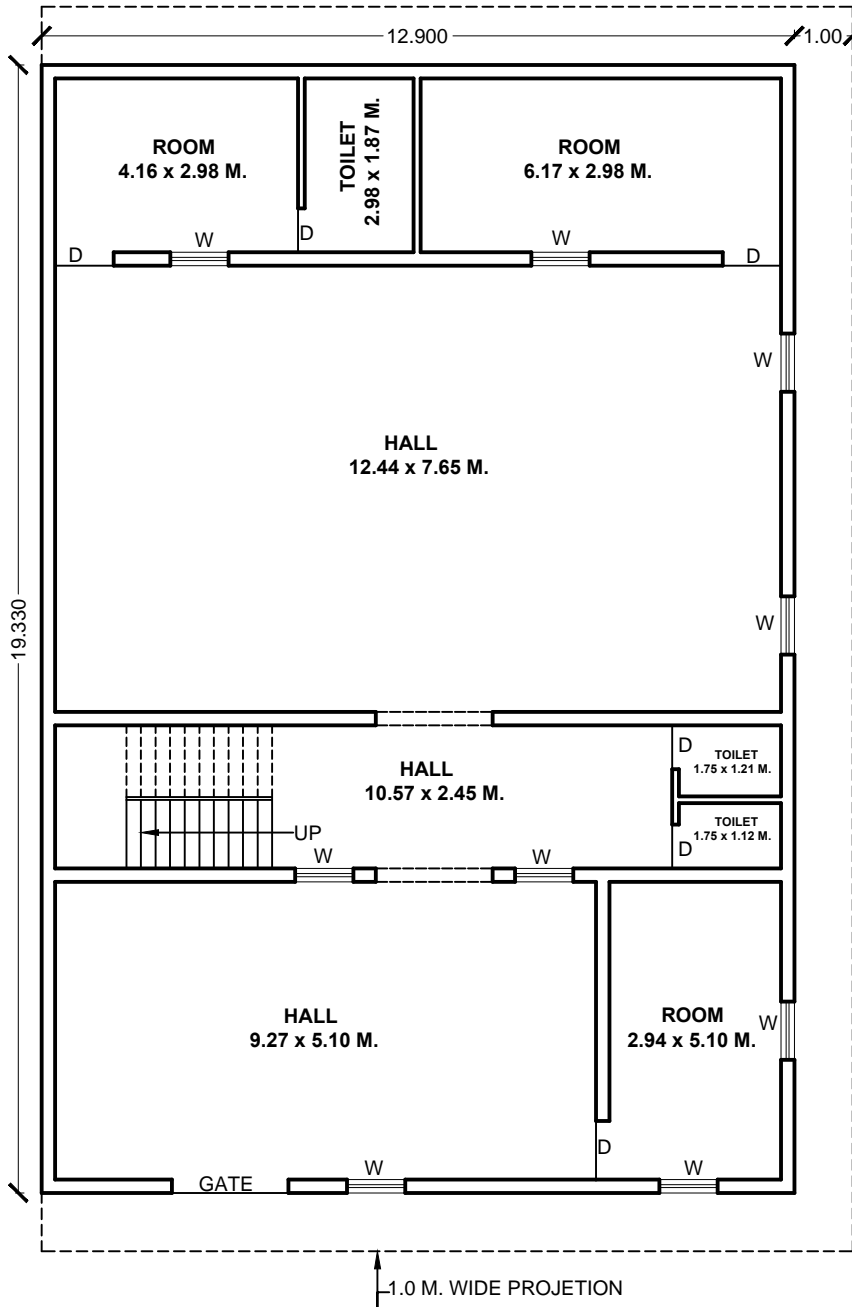 12.900
1.00
ROOM
4.16 x 2.98 M.
TOILET
2.98 x 1.87 M.
ROOM
6.17 x 2.98 M.
D
W
D
W
D
W
HALL
12.44 x 7.65 M.
19.330
W
HALL
10.57 x 2.45 M.
D
TOILET
1.75 x 1.21 M.
TOILET
1.75 x 1.12 M.
D
UP
W
W
HALL
9.27 x 5.10 M.
ROOM
2.94 x 5.10 M.
W
D
GATE
W
W
1.0 M. WIDE PROJETION